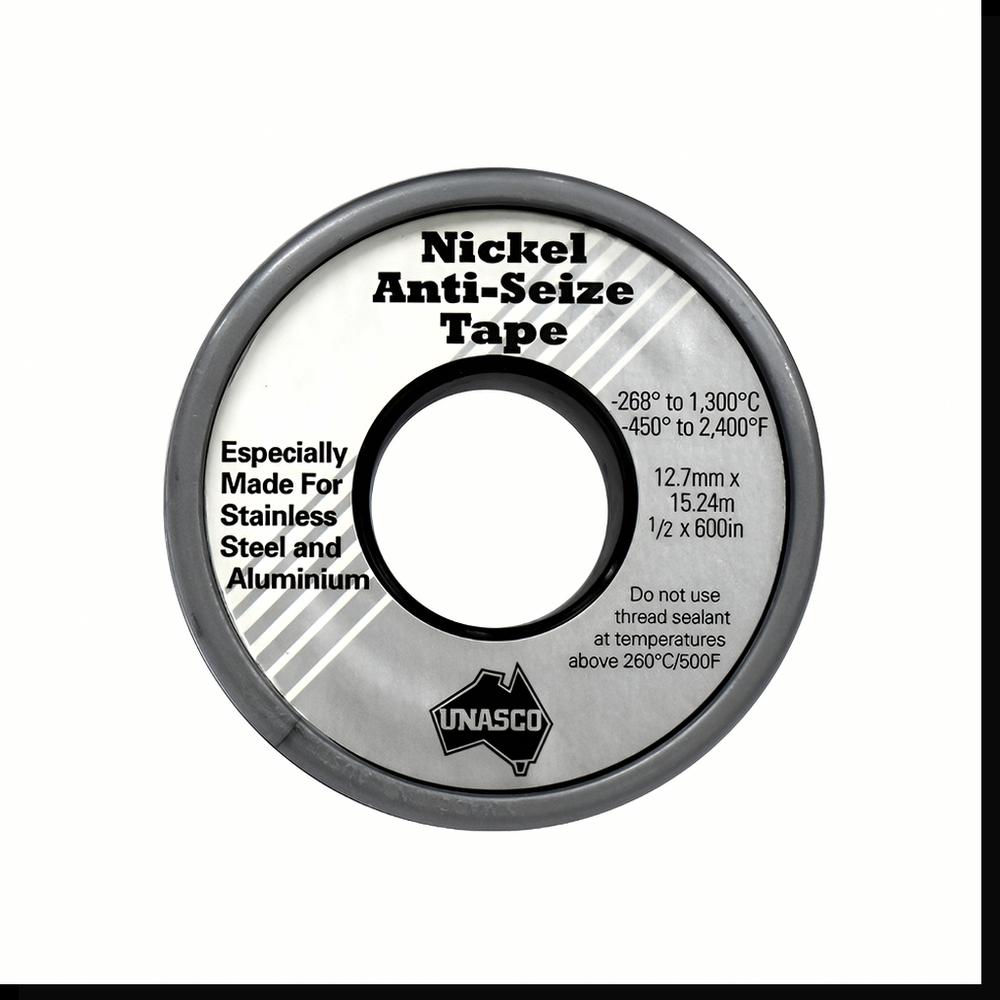 Nickel
Anti-Seize
Tape
-268° to 1,300°C
-450° to 2,400°F
12.7mm x
15.24m
1/2 x 600in
Especially
Made For
Stainless
Steel and
Aluminium
Do not use
thread sealant
at temperatures
above 260°C/500F
UNASCO